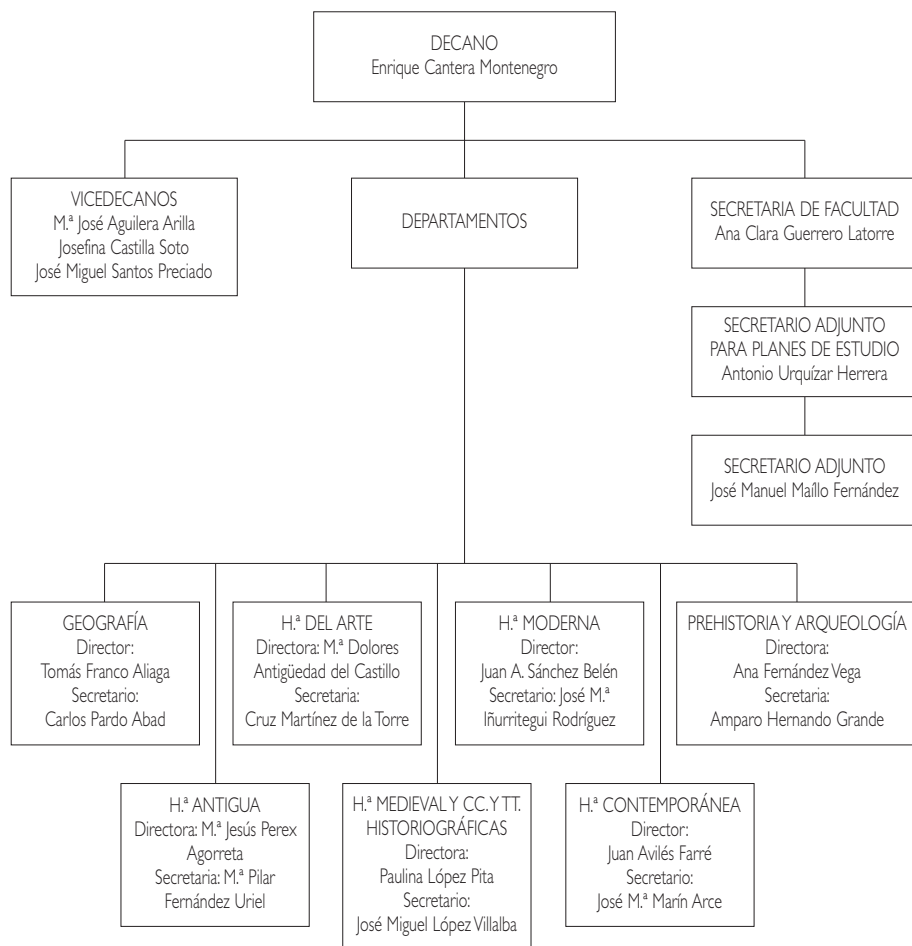 DECANO
Enrique Cantera Montenegro
VICEDECANOS
M.ª José Aguilera Arilla
Josefina Castilla Soto
José Miguel Santos Preciado
DEPARTAMENTOS
SECRETARIA DE FACULTAD
Ana Clara Guerrero Latorre
SECRETARIO ADJUNTO
PARA PLANES DE ESTUDIO
Antonio Urquízar Herrera
SECRETARIO ADJUNTO
José Manuel Maíllo Fernández
GEOGRAFÍA
Director:
Tomás Franco Aliaga
Secretario:
Carlos Pardo Abad
H.ª DEL ARTE
Directora: M.ª Dolores
Antigüedad del Castillo
Secretaria:
Cruz Martínez de la Torre
H.ª MODERNA
Director:
Juan A. Sánchez Belén
Secretario: José M.ª
Iñurritegui Rodríguez
PREHISTORIA Y ARQUEOLOGÍA
Directora:
Ana Fernández Vega
Secretaria:
Amparo Hernando Grande
H.ª ANTIGUA
Directora: M.ª Jesús Perex
Agorreta
Secretaria: M.ª Pilar
Fernández Uriel
H.ª MEDIEVAL Y CC. Y TT.
HISTORIOGRÁFICAS
Directora:
Paulina López Pita
Secretario:
José Miguel López Villalba
H.ª CONTEMPORÁNEA
Director:
Juan Avilés Farré
Secretario:
José M.ª Marín Arce